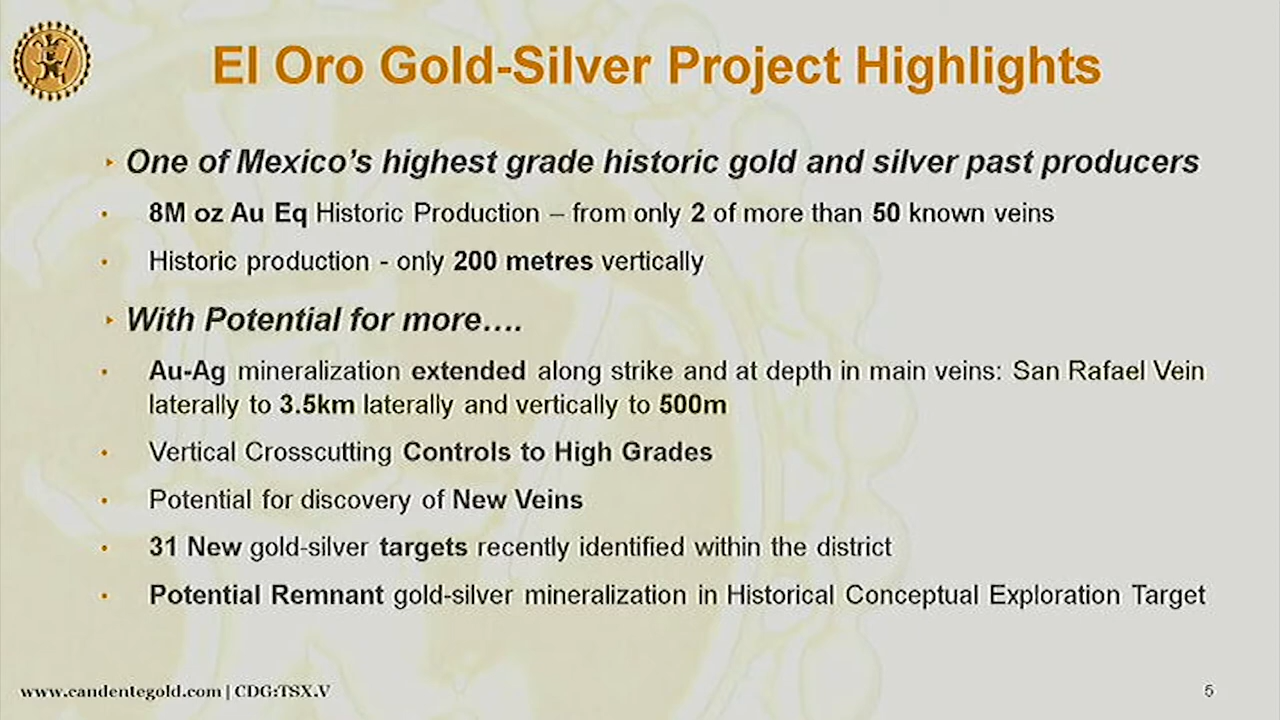 El Oro Gold-Silver Project Highlights
‣ One of Mexico’s highest grade historic gold and silver past producers
• 8M oz Au Eq Historic Production – from only 2 of more than 50 known veins
• Historic production - only 200 metres vertically
‣ With Potential for more….
• Au-Ag mineralization extended along strike and at depth in main veins: San Rafael Vein
laterally to 3.5km laterally and vertically to 500m
• Vertical Crosscutting Controls to High Grades
• Potential for discovery of New Veins
• 31 New gold-silver targets recently identified within the district
• Potential Remnant gold-silver mineralization in Historical Conceptual Exploration Target
www.candentegold.com | CDG:TSX.V
5